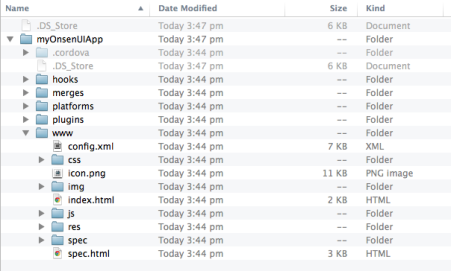 Name Date Modified Size Kind
.DS_Store Today 3:47 pm 6 KB Document
myOnsenUIApp Today 3:47 pm -- Folder
.cordova Today 3:44 pm -- Folder
.DS_Store Today 3:47 pm 6 KB Document
hooks Today 3:44 pm -- Folder
merges Today 3:44 pm -- Folder
platforms Today 3:44 pm -- Folder
plugins Today 3:44 pm -- Folder
www Today 3:44 pm -- Folder
config.xml Today 3:44 pm 7 KB XML
css Today 3:44 pm -- Folder
icon.png Today 3:44 pm 11 KB PNG image
img Today 3:44 pm -- Folder
index.html Today 3:44 pm 2 KB HTML
js Today 3:44 pm -- Folder
res Today 3:44 pm -- Folder
spec Today 3:44 pm -- Folder
spec.html Today 3:44 pm 3 KB HTML